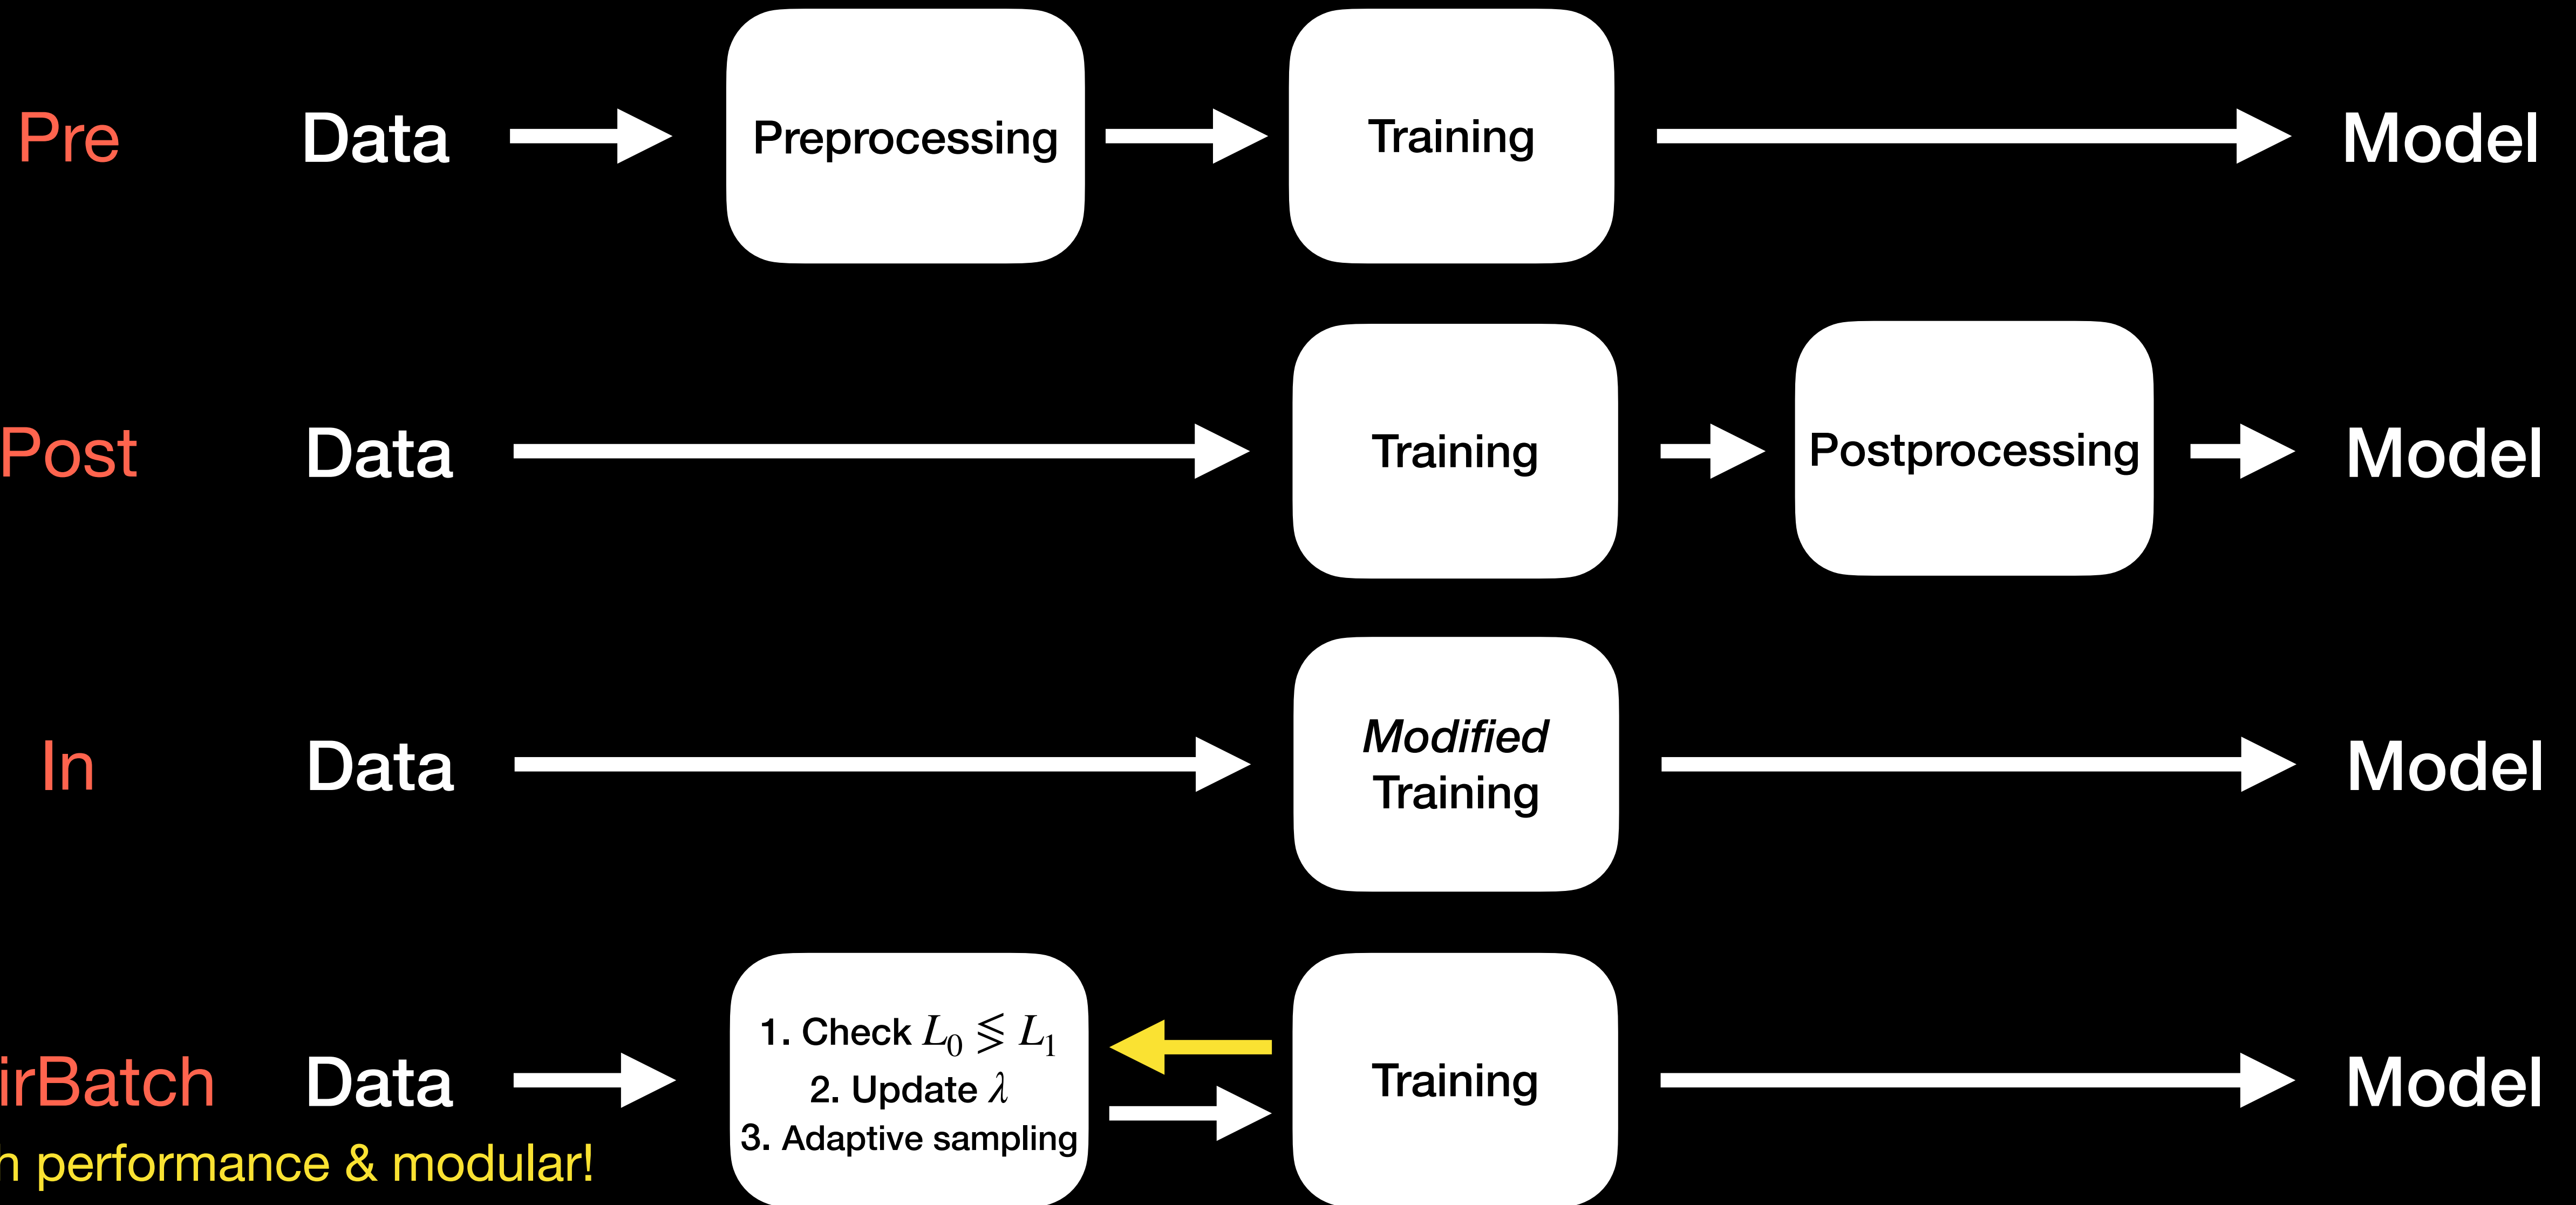 Pre Data Preprocessing Training Model
Post Data Training Postprocessing Model
In Data Modified Training Model
1. Check L₀ ≶ L₁
2. Update λ
irBatch Data Training Model
3. Adaptive sampling
h performance & modular!